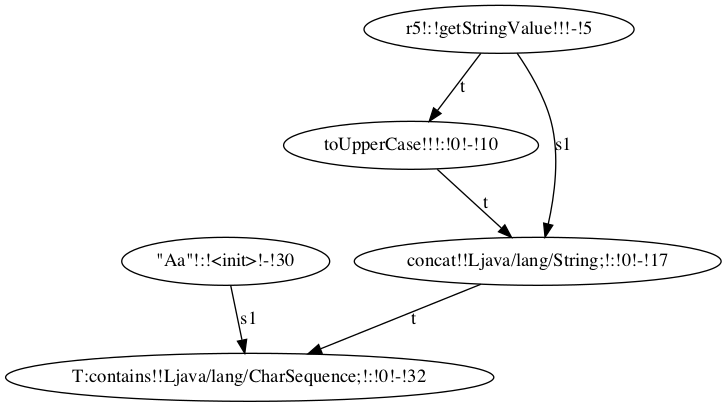 r5!:!getStringValue!!!-!5
t
toUpperCase!!!:!0!-!10
s1
t
"Aa"!:!<init>!-!30
concat!!Ljava/lang/String;!:!0!-!17
s1
t
T:contains!!Ljava/lang/CharSequence;!:!0!-!32